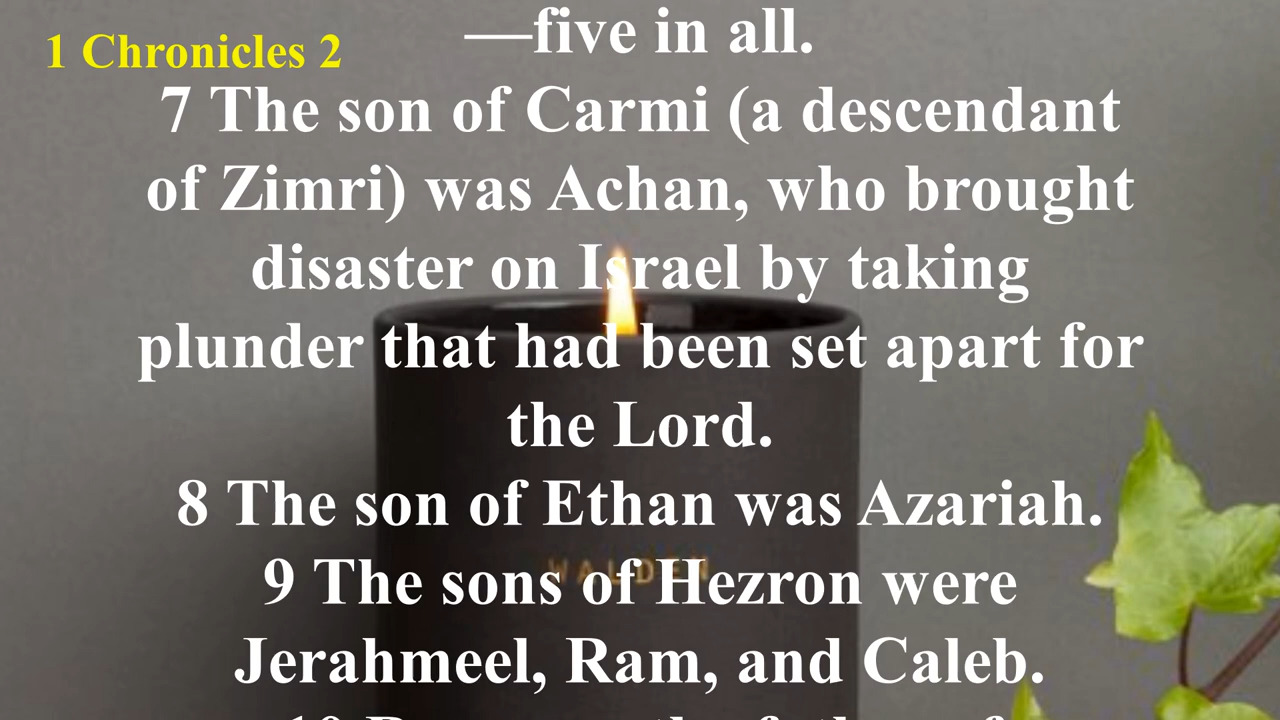 —five in all.
1 Chronicles 2
7 The son of Carmi (a descendant
of Zimri) was Achan, who brought
disaster on Israel by taking
plunder that had been set apart for
the Lord.
8 The son of Ethan was Azariah.
WALDEN
9 The sons of Hezron were
Jerahmeel, Ram, and Caleb.